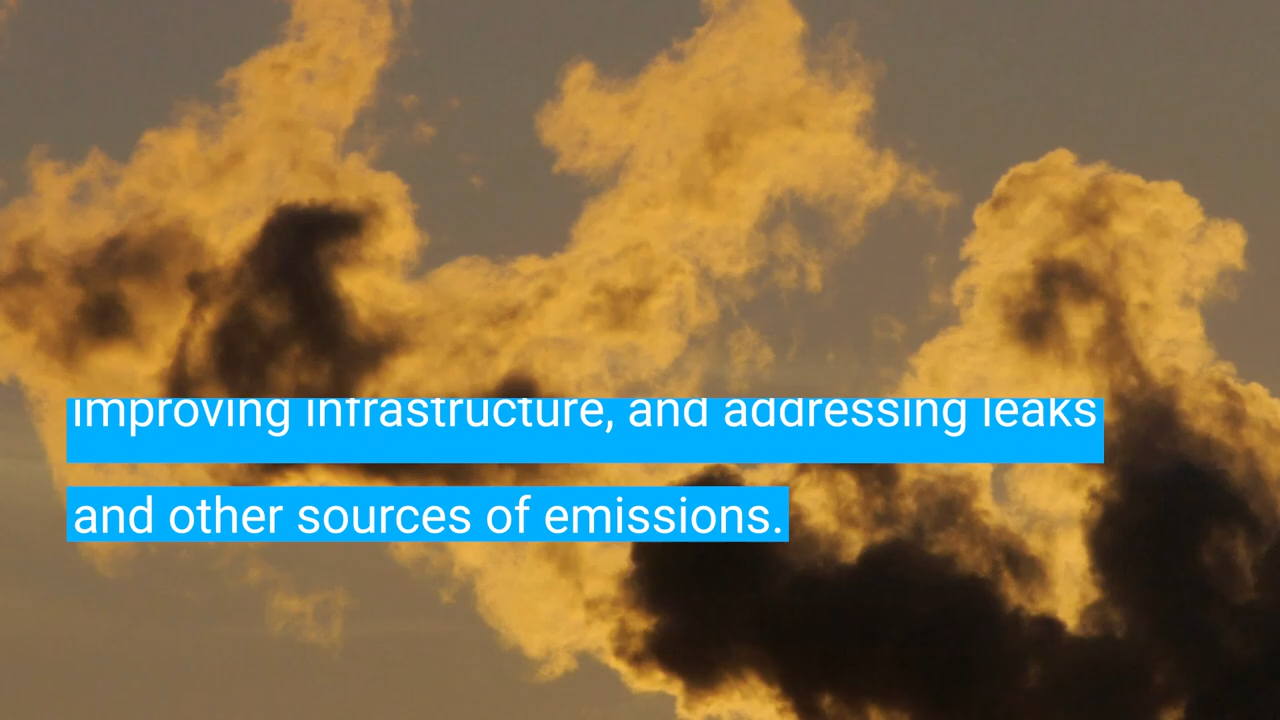 improving infrastructure, and addressing leaks
and other sources of emissions.